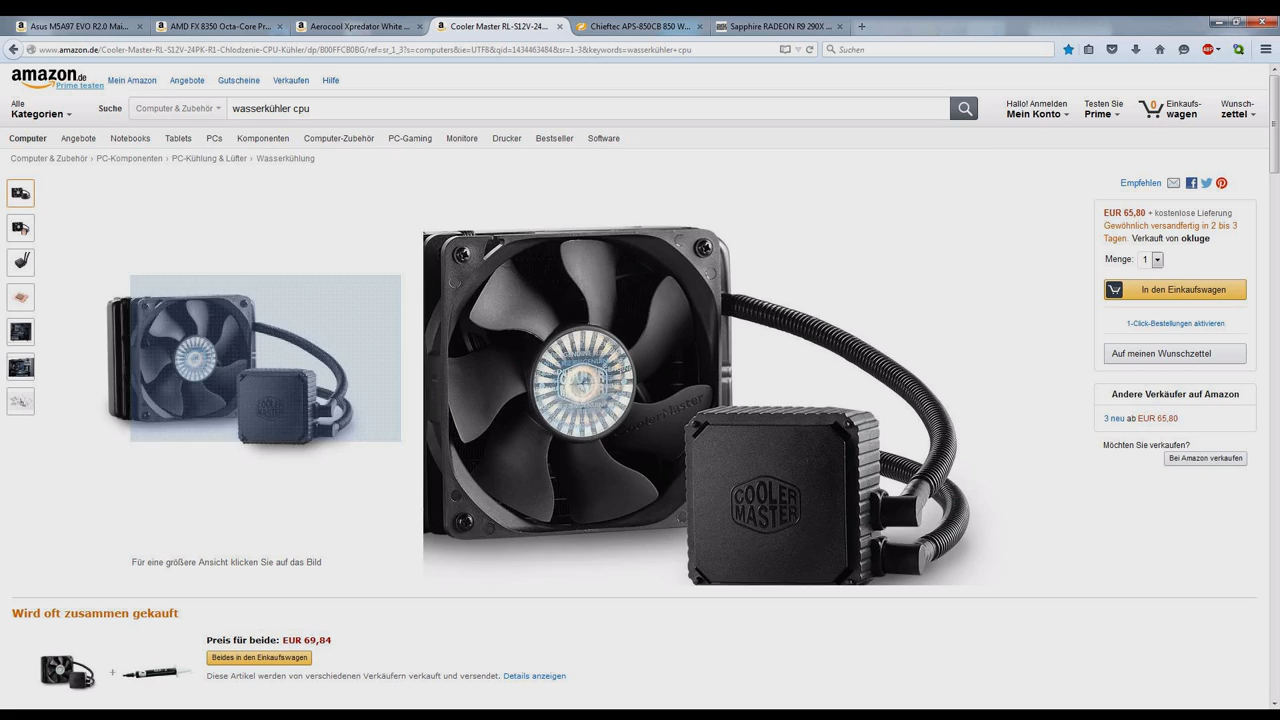 Asus M5A97 EVO R2.0 Mai...
AMD FX 8350 Octa-Core Pr...
Aerocool Xpredator White ...
Cooler Master RL-S12V-24...
Chieftec APS-850CB 850 W...
Sapphire RADEON R9 290X ...
www.amazon.de/Cooler-Master-RL-S12V-24PK-R1-Chlodzenie-CPU-Kühler/dp/B00FFCB0BG/ref=sr_1_3?s=computers&ie=UTF8&qid=1434463484&sr=1-3&keywords=wasserkühler+cpu
Suchen
ABP
amazon.de
Prime testen
Mein Amazon Angebote Gutscheine Verkaufen Hilfe
Alle
Kategorien
Suche
Computer & Zubehör
wasserkühler cpu
Hallo! Anmelden
Mein Konto
Testen Sie
Prime
0
Einkaufs-
wagen
Wunsch-
zettel
Computer Angebote Notebooks Tablets PCs Komponenten Computer-Zubehör PC-Gaming Monitore Drucker Bestseller Software
Computer & Zubehör › PC-Komponenten › PC-Kühlung & Lüfter › Wasserkühlung
Empfehlen
EUR 65,80 + kostenlose Lieferung
Gewöhnlich versandfertig in 2 bis 3
Tagen. Verkauf von okluge
Menge: 1
In den Einkaufswagen
1-Click-Bestellungen aktivieren
Auf meinen Wunschzettel
Andere Verkäufer auf Amazon
3 neu ab EUR 65,80
Möchten Sie verkaufen?
Bei Amazon verkaufen
CoolerMaster
COOLER
MASTER
Für eine größere Ansicht klicken Sie auf das Bild
Wird oft zusammen gekauft
Preis für beide: EUR 69,84
Beides in den Einkaufswagen
+
Diese Artikel werden von verschiedenen Verkäufern verkauft und versendet. Details anzeigen